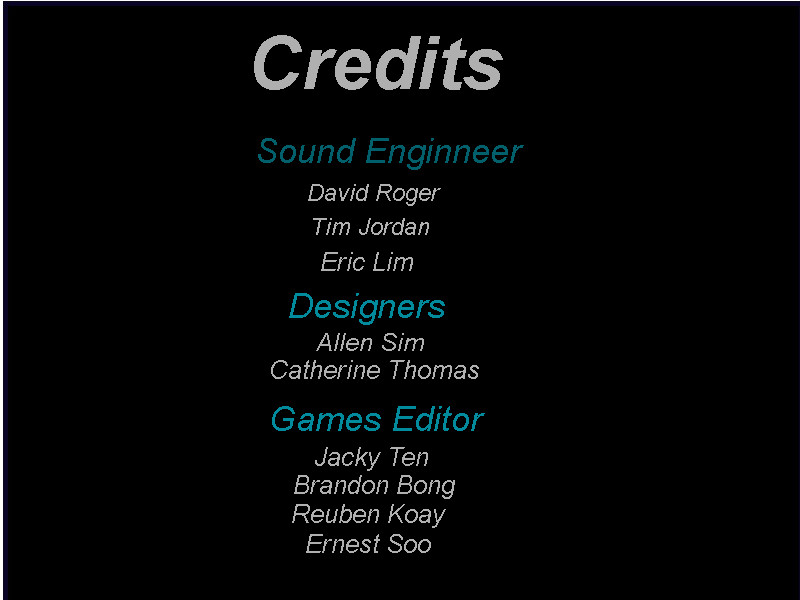 Credits
Sound Enginneer
David Roger
Tim Jordan
Eric Lim
Designers
Allen Sim
Catherine Thomas
Games Editor
Jacky Ten
Brandon Bong
Reuben Koay
Ernest Soo